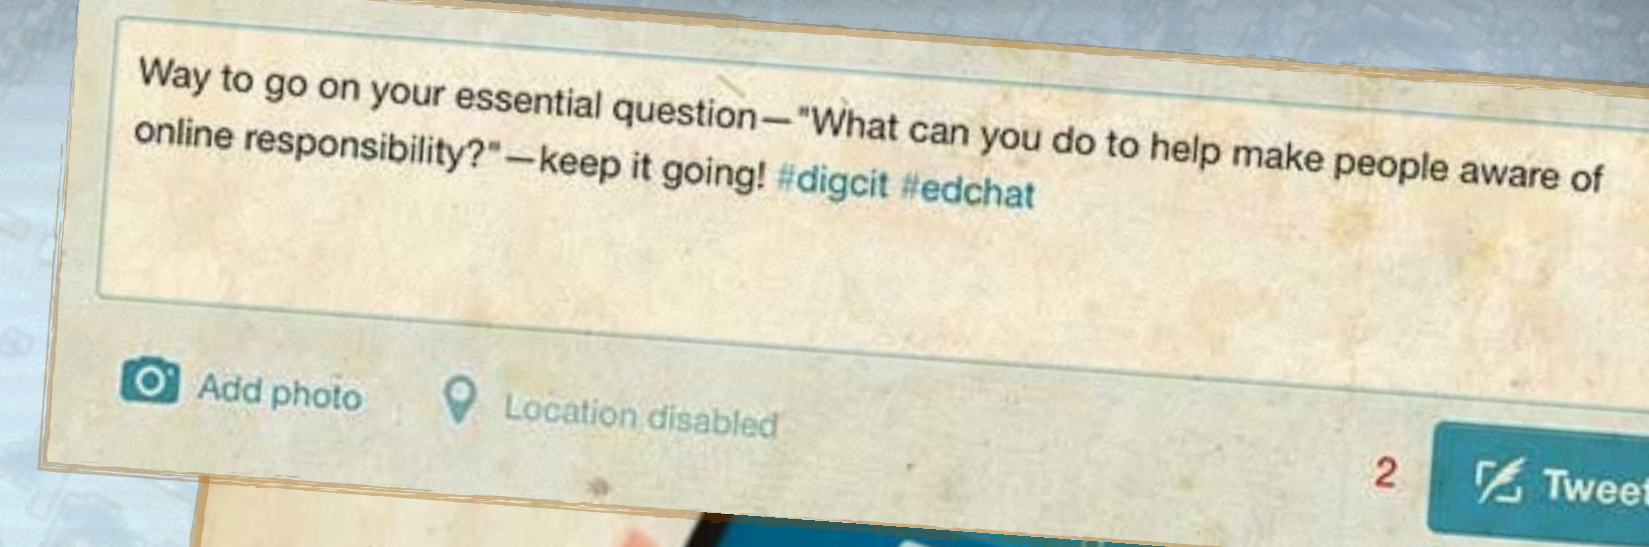 Way to go on your essential question—"What can you do to help make people aware of
online responsibility?"—keep it going! #digcit #edchat
Add photo
Location disabled
2
Tweet